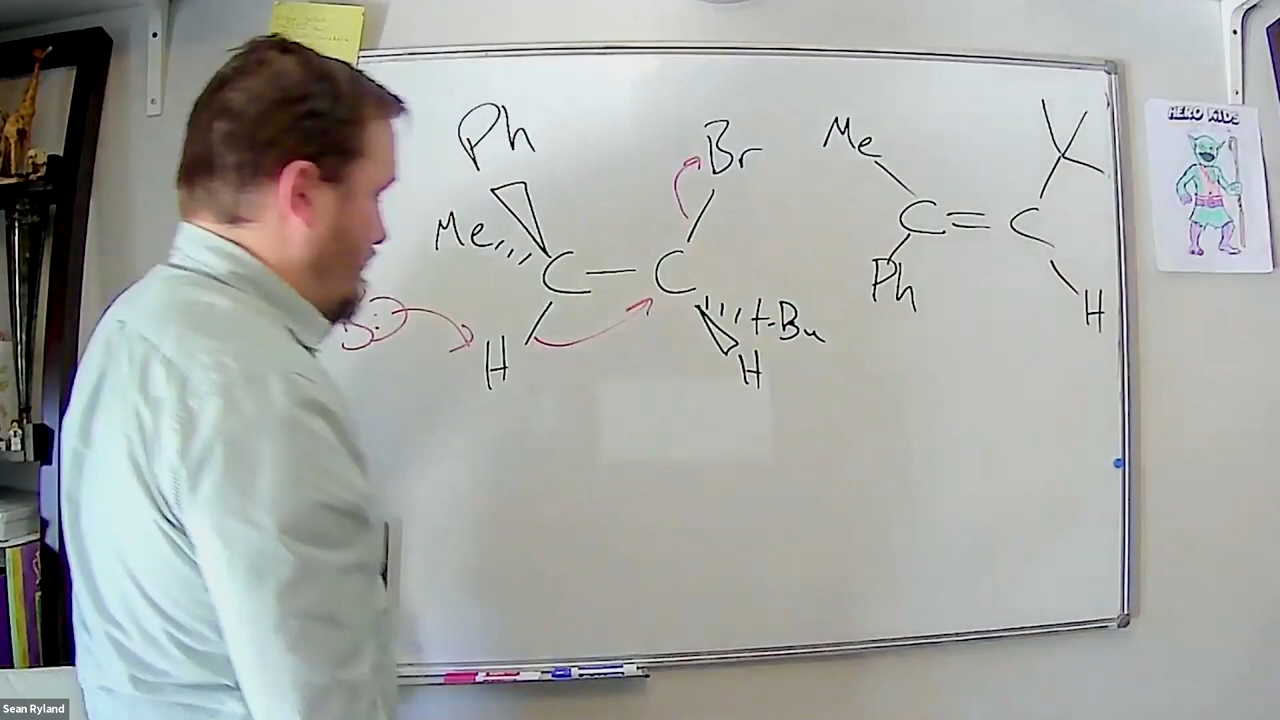 Ph
Br
Me
Me
C — C
C = C
Ph
B:
H
t-Bu
H
H
HERO KIDS
Sean Ryland